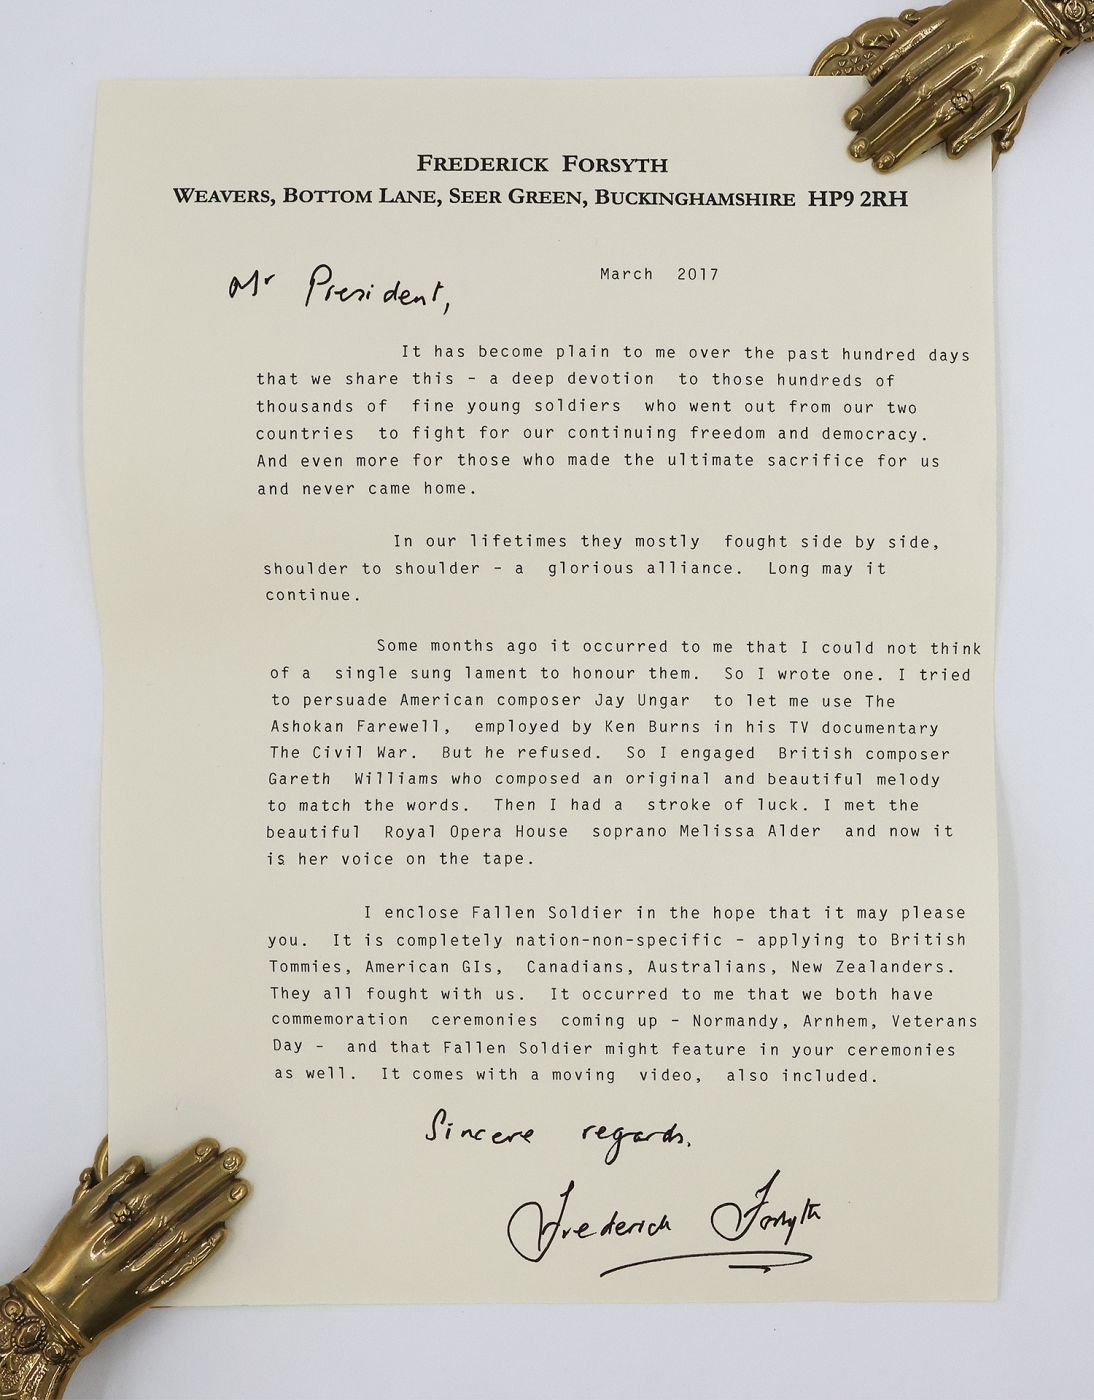 FREDERICK FORSYTH
WEAVERS, BOTTOM LANE, SEER GREEN, BUCKINGHAMSHIRE HP9 2RH
March 2017
Mr President,
It has become plain to me over the past hundred days
that we share this - a deep devotion to those hundreds of
thousands of fine young soldiers who went out from our two
countries to fight for our continuing freedom and democracy.
And even more for those who made the ultimate sacrifice for us
and never came home.
In our lifetimes they mostly fought side by side,
shoulder to shoulder - a glorious alliance. Long may it
continue.
Some months ago it occurred to me that I could not think
of a single sung lament to honour them. So I wrote one. I tried
to persuade American composer Jay Ungar to let me use The
Ashokan Farewell, employed by Ken Burns in his TV documentary
The Civil War. But he refused. So I engaged British composer
Gareth Williams who composed an original and beautiful melody
to match the words. Then I had a stroke of luck. I met the
beautiful Royal Opera House soprano Melissa Alder and now it
is her voice on the tape.
I enclose Fallen Soldier in the hope that it may please
you. It is completely nation-non-specific - applying to British
Tommies, American GIs, Canadians, Australians, New Zealanders.
They all fought with us. It occurred to me that we both have
commemoration ceremonies coming up - Normandy, Arnhem, Veterans
Day - and that Fallen Soldier might feature in your ceremonies
as well. It comes with a moving video, also included.
Sincere regards,
Frederick Forsyth